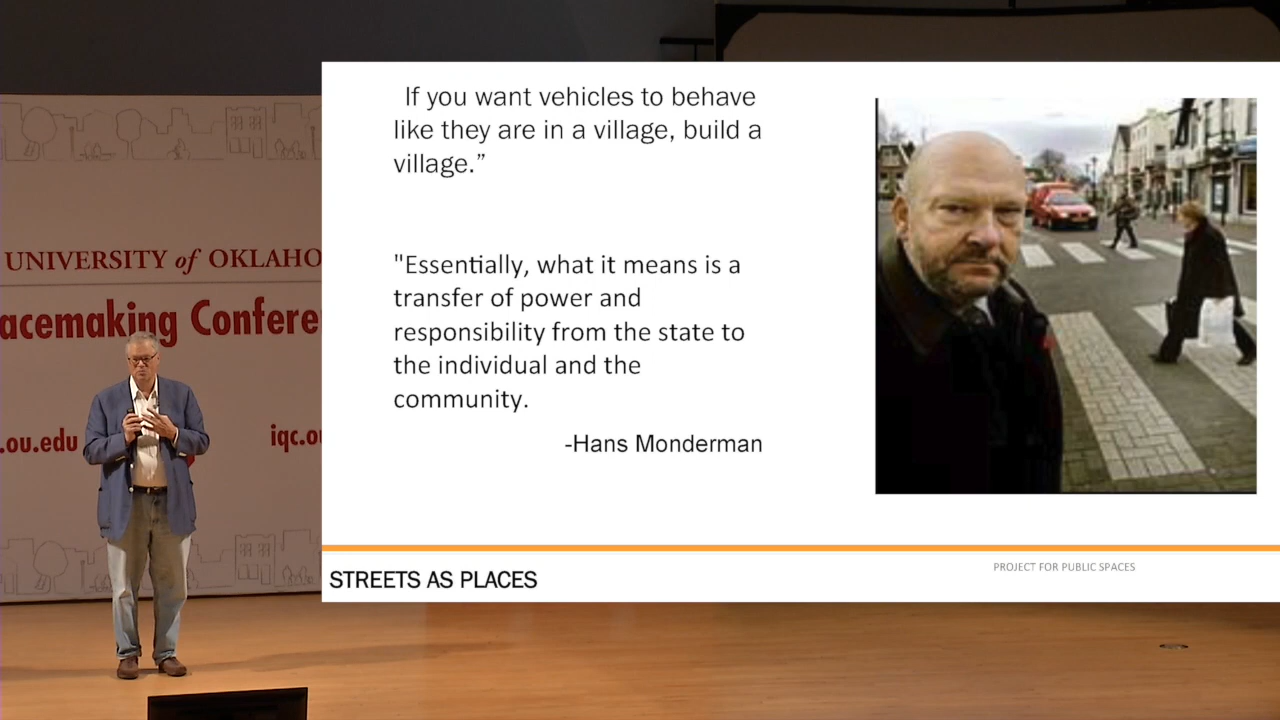 If you want vehicles to behave
like they are in a village, build a
village.”
"Essentially, what it means is a
transfer of power and
responsibility from the state to
the individual and the
community.
-Hans Monderman
STREETS AS PLACES
PROJECT FOR PUBLIC SPACES
UNIVERSITY of OKLAHO
acemaking Confere
.ou.edu
iqc.ou